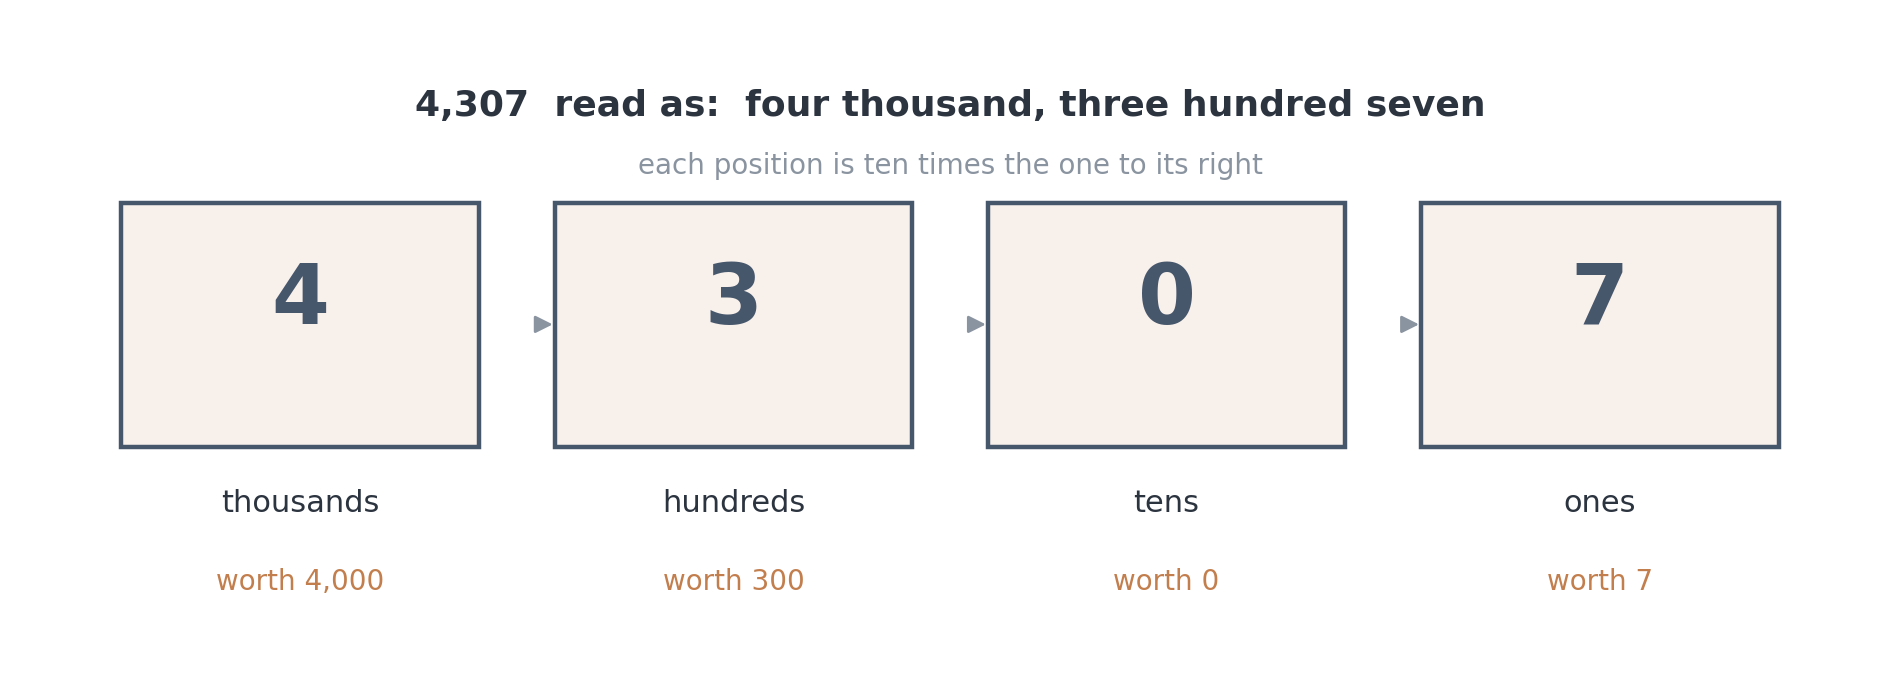 4,307 read as: four thousand, three hundred seven
each position is ten times the one to its right
4 3 0 7
thousands hundreds tens ones
worth 4,000 worth 300 worth 0 worth 7